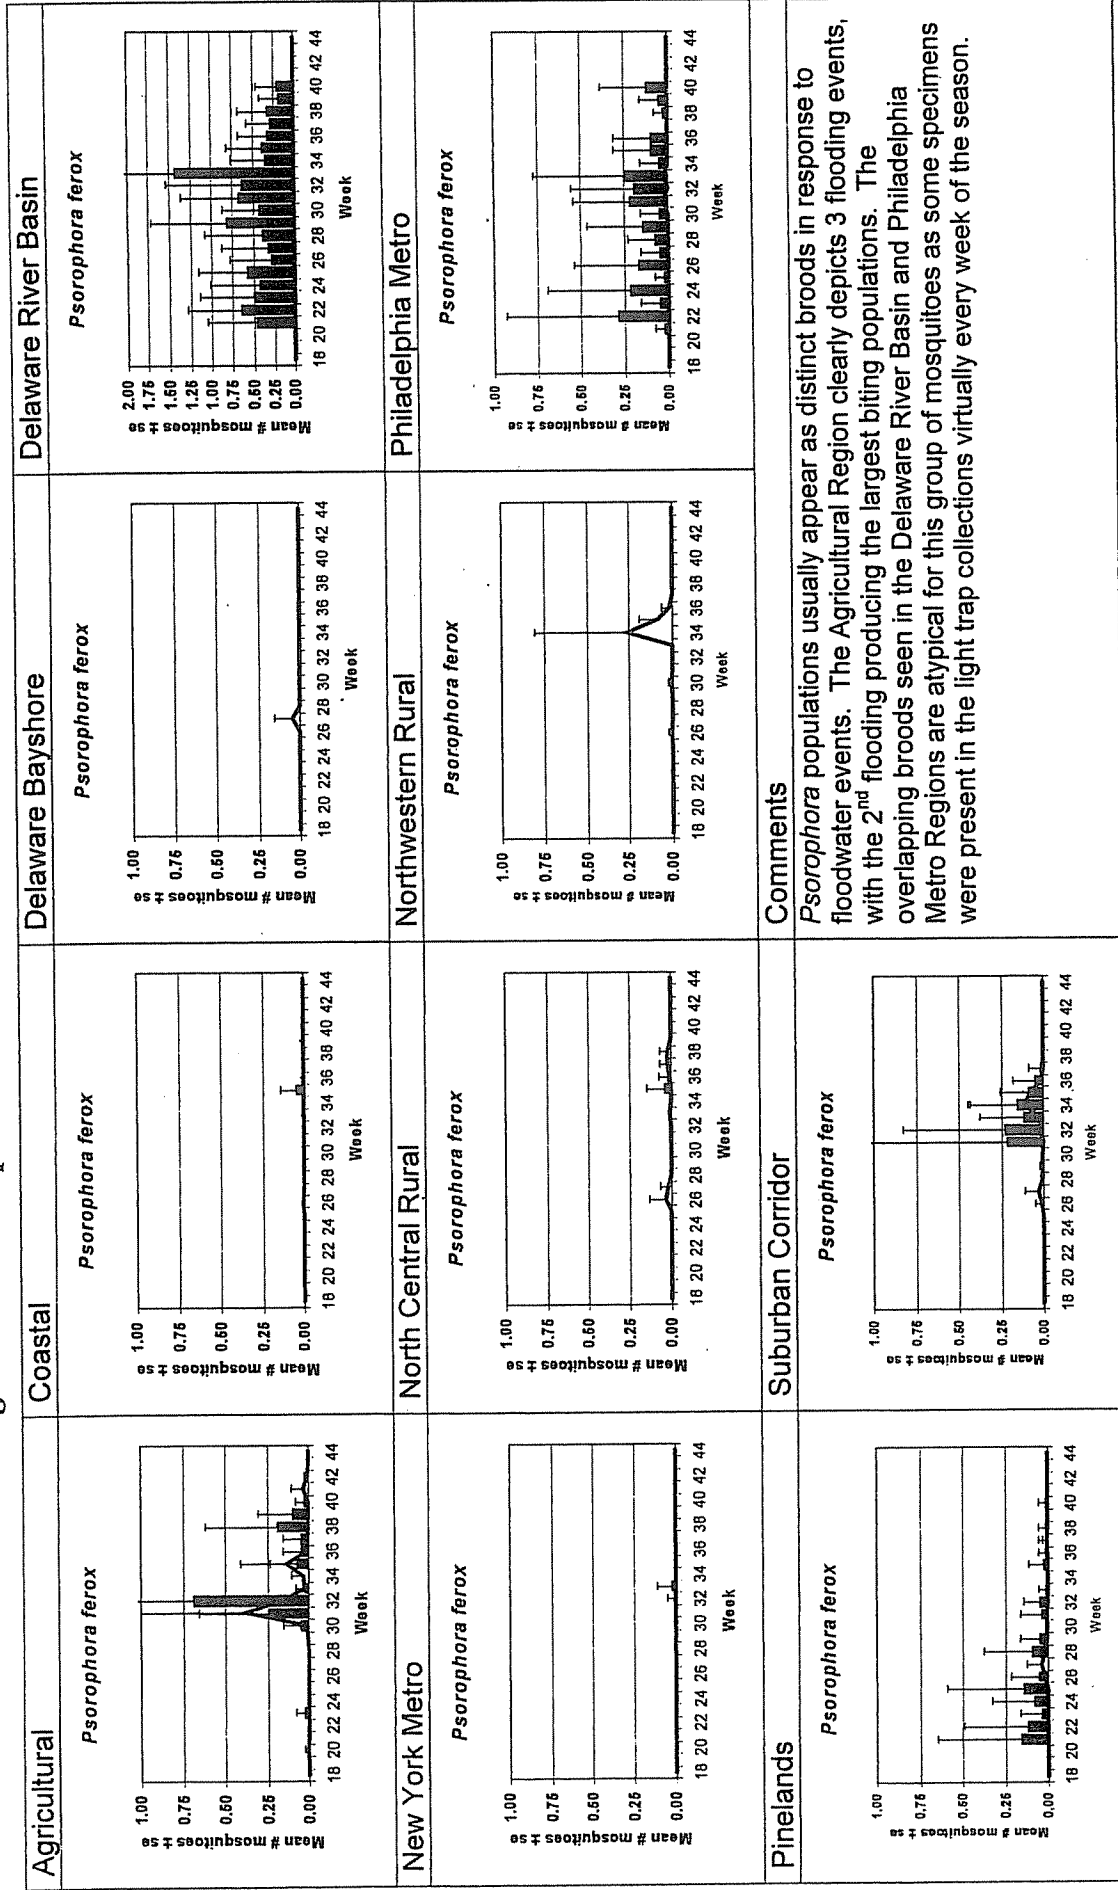 Agricultural
Psorophora ferox
Mean # mosquitoes ± se
1.00
0.75
0.50
0.25
0.00
18 20 22 24 26 28 30 32 34 36 38 40 42 44
Week
Coastal
Psorophora ferox
Mean # mosquitoes ± se
1.00
0.75
0.50
0.25
0.00
18 20 22 24 26 28 30 32 34 36 38 40 42 44
Week
Delaware Bayshore
Psorophora ferox
Mean # mosquitoes ± se
1.00
0.75
0.50
0.25
0.00
18 20 22 24 26 28 30 32 34 36 38 40 42 44
Week
Delaware River Basin
Psorophora ferox
Mean # mosquitoes ± se
2.00
1.75
1.50
1.25
1.00
0.75
0.50
0.25
0.00
18 20 22 24 26 28 30 32 34 36 38 40 42 44
Week
New York Metro
Psorophora ferox
Mean # mosquitoes ± se
1.00
0.75
0.50
0.25
0.00
18 20 22 24 26 28 30 32 34 36 38 40 42 44
Week
North Central Rural
Psorophora ferox
Mean # mosquitoes ± se
1.00
0.75
0.50
0.25
0.00
18 20 22 24 26 28 30 32 34 36 38 40 42 44
Week
Northwestern Rural
Psorophora ferox
Mean # mosquitoes ± se
1.00
0.75
0.50
0.25
0.00
18 20 22 24 26 28 30 32 34 36 38 40 42 44
Week
Philadelphia Metro
Psorophora ferox
Mean # mosquitoes ± se
1.00
0.75
0.50
0.25
0.00
18 20 22 24 26 28 30 32 34 36 38 40 42 44
Week
Pinelands
Psorophora ferox
Mean # mosquitoes ± se
1.00
0.75
0.50
0.25
0.00
18 20 22 24 26 28 30 32 34 36 38 40 42 44
Week
Suburban Corridor
Psorophora ferox
Mean # mosquitoes ± se
1.00
0.75
0.50
0.25
0.00
18 20 22 24 26 28 30 32 34 36 38 40 42 44
Week
Comments
Psorophora populations usually appear as distinct broods in response to
floodwater events. The Agricultural Region clearly depicts 3 flooding events,
with the 2nd flooding producing the largest biting populations. The
overlapping broods seen in the Delaware River Basin and Philadelphia
Metro Regions are atypical for this group of mosquitoes as some specimens
were present in the light trap collections virtually every week of the season.